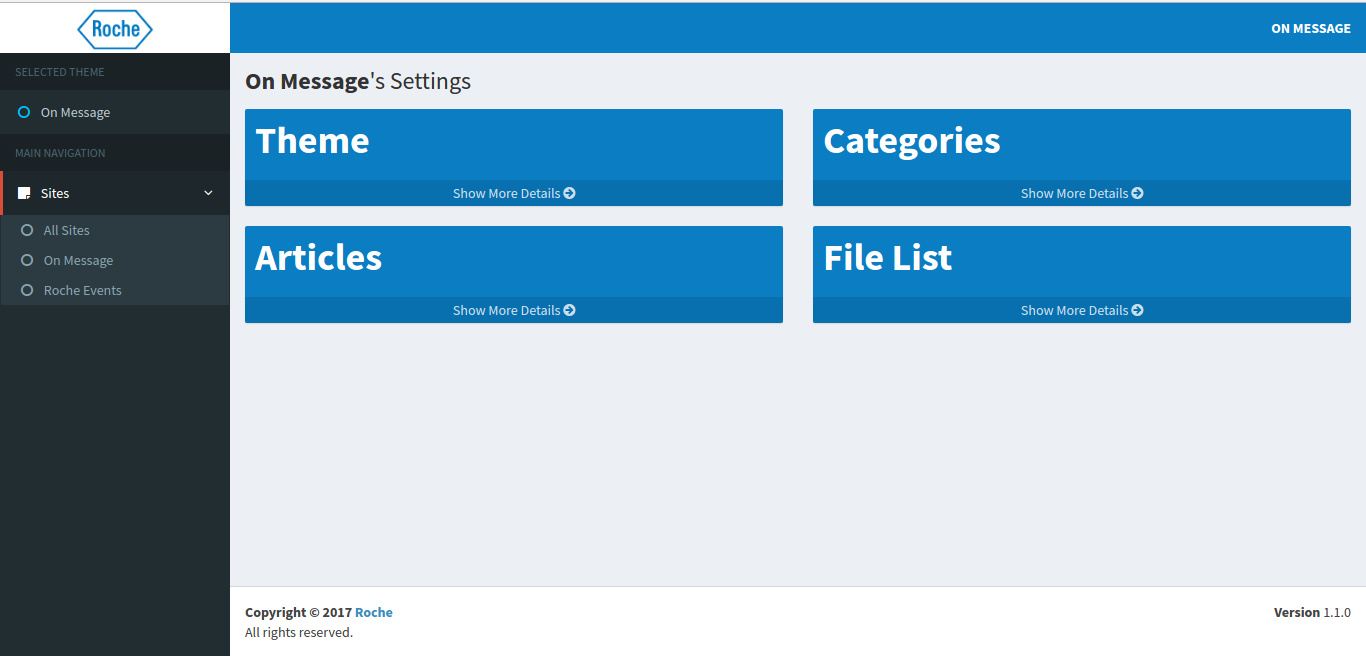 Roche
ON MESSAGE
SELECTED THEME
On Message
MAIN NAVIGATION
Sites
All Sites
On Message
Roche Events
On Message's Settings
Theme
Show More Details
Categories
Show More Details
Articles
Show More Details
File List
Show More Details
Copyright © 2017 Roche
All rights reserved.
Version 1.1.0